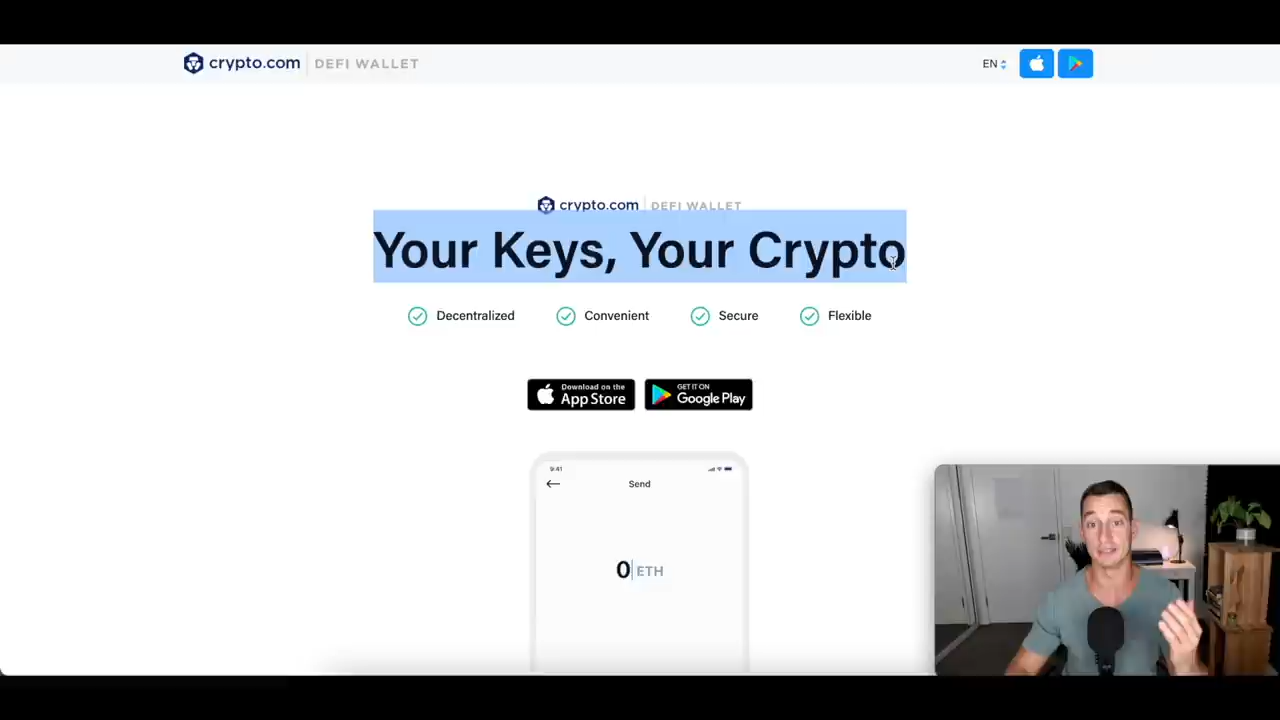 crypto.com DEFI WALLET EN
crypto.com DEFI WALLET
Your Keys, Your Crypto
Decentralized Convenient Secure Flexible
Download on the App Store GET IT ON Google Play
9:41
Send
0 ETH